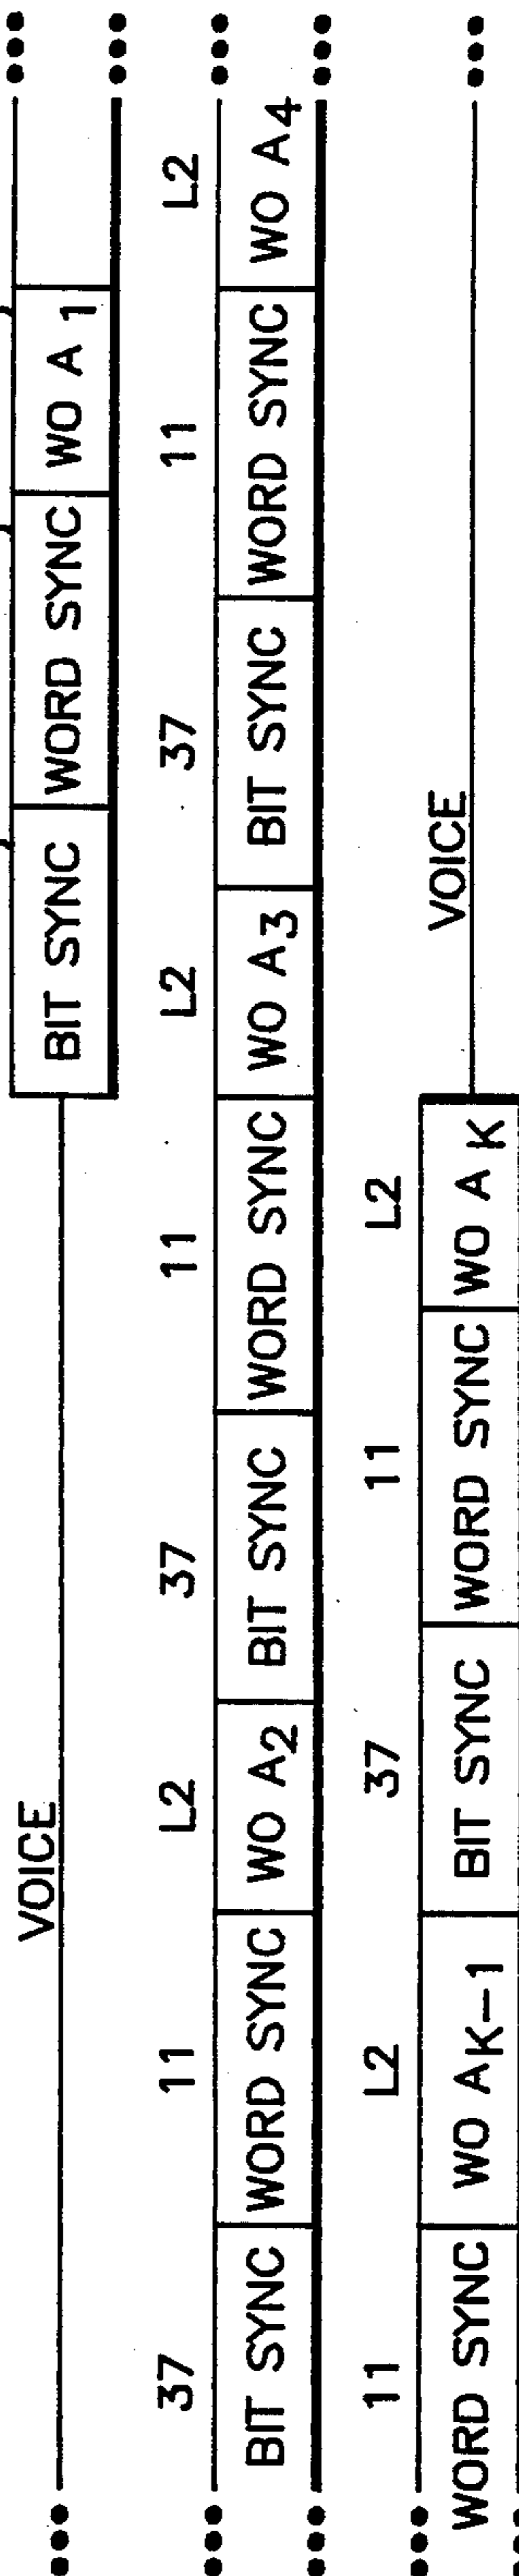 VOICE
BIT SYNC WORD SYNC WO A1
37 11 L2 37 11 L2 37 11 L2
BIT SYNC WORD SYNC WO A2 BIT SYNC WORD SYNC WO A3 BIT SYNC WORD SYNC WO A4
11 L2 37 11 L2
VOICE
WORD SYNC WO AK-1 BIT SYNC WORD SYNC WO AK